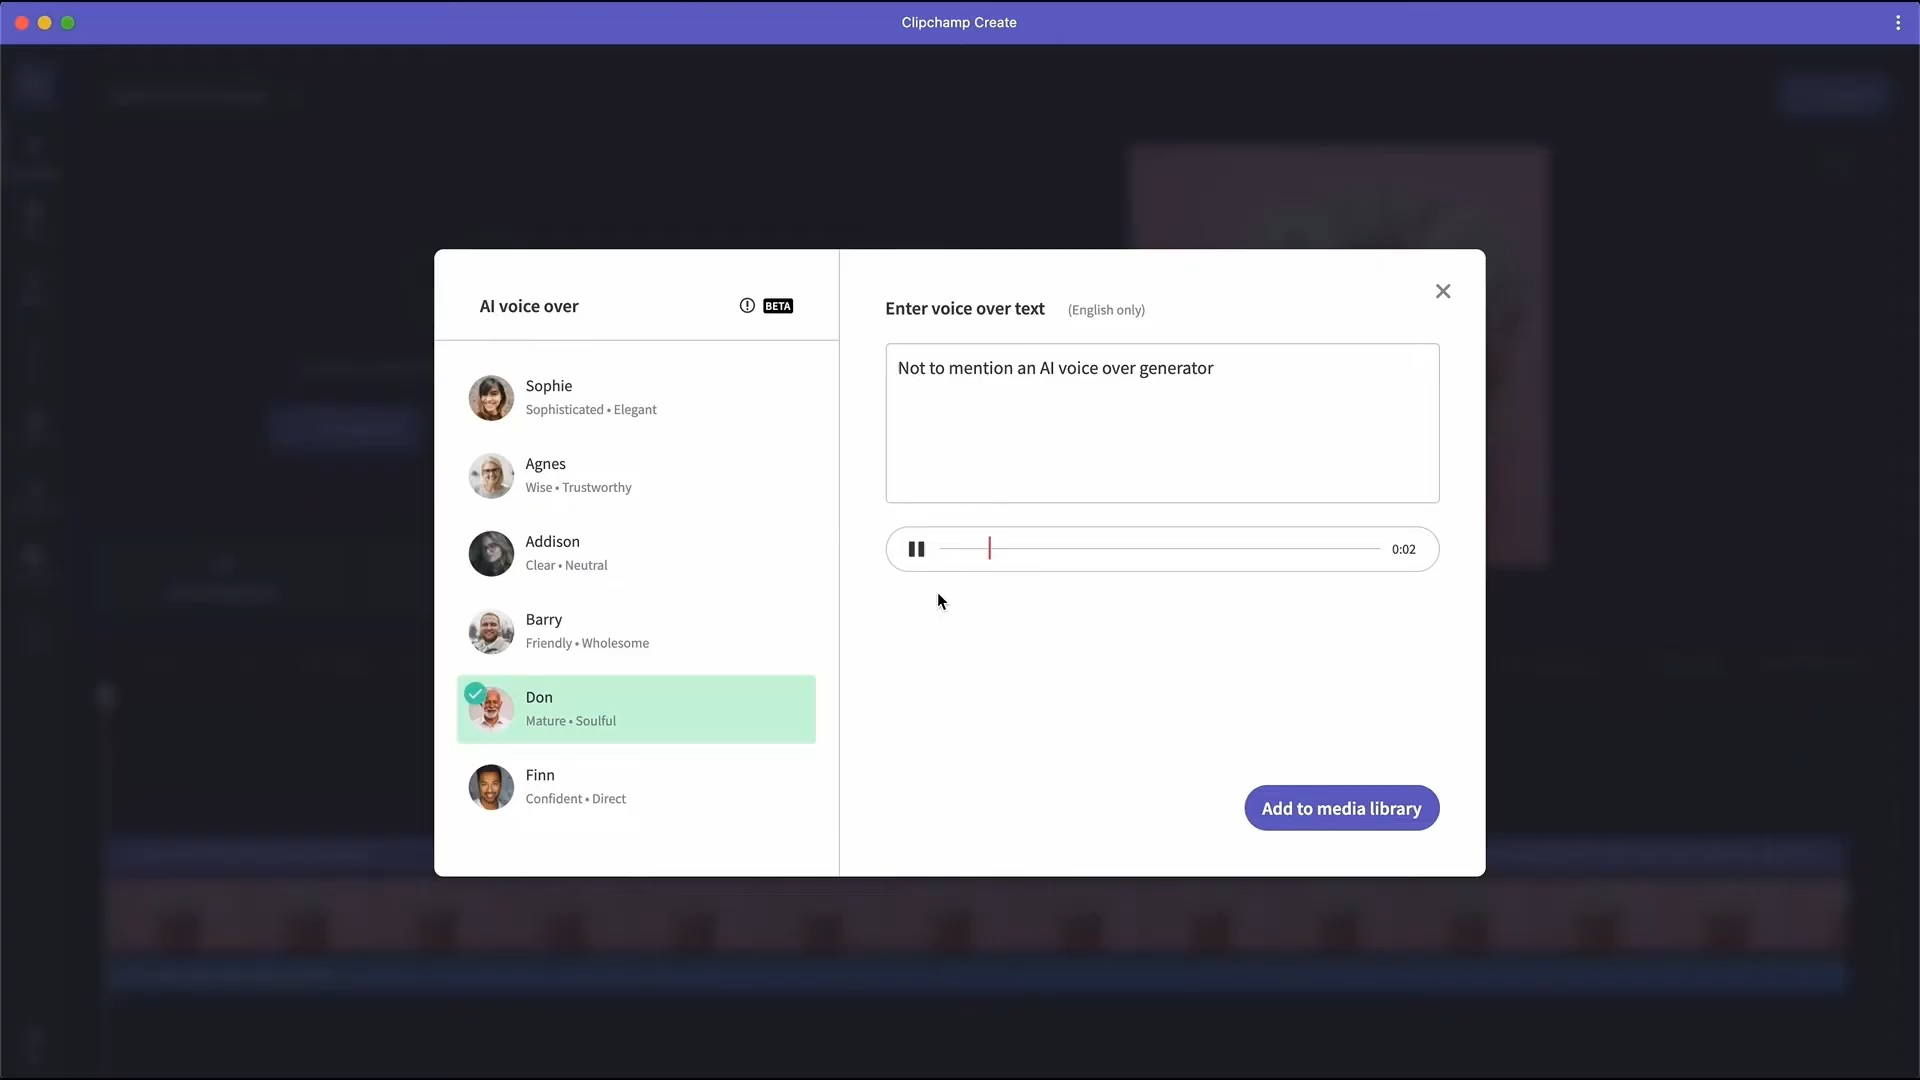 Clipchamp Create
AI voice over
BETA
Sophie
Sophisticated • Elegant
Agnes
Wise • Trustworthy
Addison
Clear • Neutral
Barry
Friendly • Wholesome
Don
Mature • Soulful
Finn
Confident • Direct
Enter voice over text (English only)
Not to mention an AI voice over generator
0:02
Add to media library